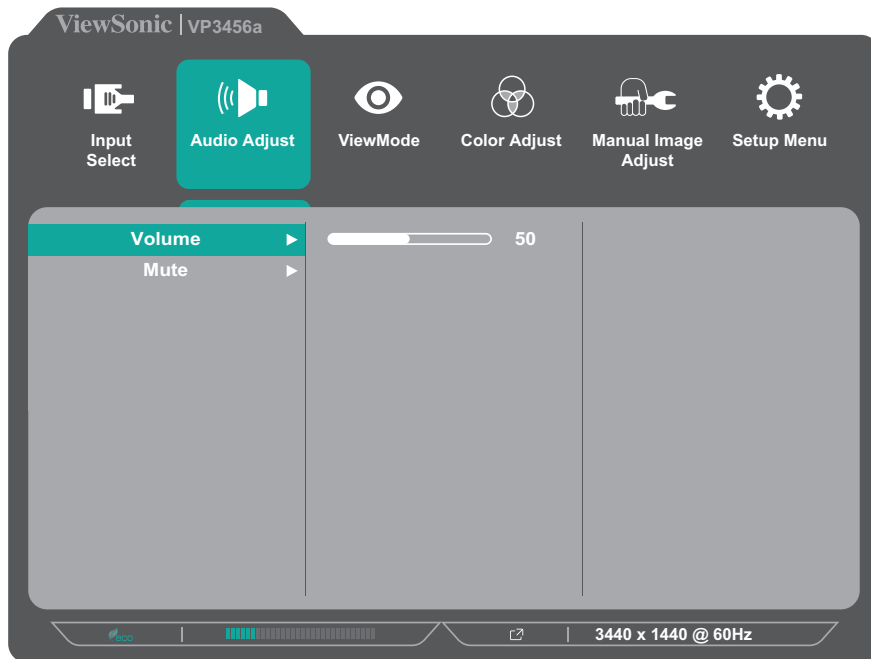 ViewSonic | VP3456a
Input
Select
Audio Adjust
ViewMode
Color Adjust
Manual Image
Adjust
Setup Menu
Volume 50
Mute
eco
3440 x 1440 @ 60Hz